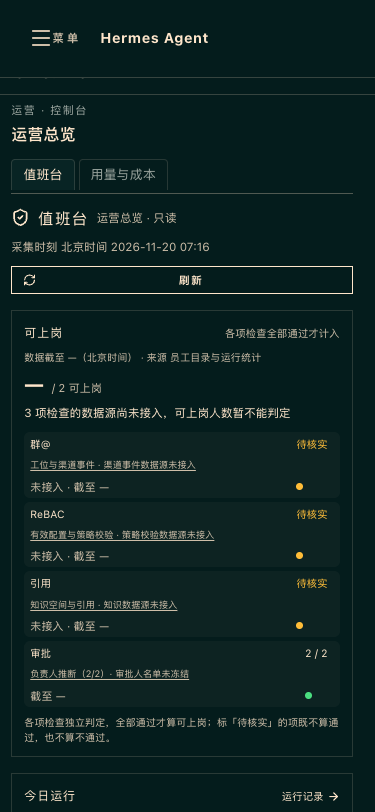 菜单
Hermes Agent
运营 · 控制台
运营总览
值班台
用量与成本
值班台 运营总览 · 只读
采集时刻 北京时间 2026-11-20 07:16
刷新
可上岗 各项检查全部通过才计入
数据截至 —（北京时间） · 来源 员工目录与运行统计
— / 2 可上岗
3 项检查的数据源尚未接入，可上岗人数暂不能判定
群@ 待核实
工位与渠道事件 · 渠道事件数据源未接入
未接入 · 截至 —
ReBAC 待核实
有效配置与策略校验 · 策略校验数据源未接入
未接入 · 截至 —
引用 待核实
知识空间与引用 · 知识数据源未接入
未接入 · 截至 —
审批 2 / 2
负责人推断（2/2） · 审批人名单未冻结
截至 —
各项检查独立判定，全部通过才算可上岗；标「待核实」的项既不算通
过，也不算不通过。
今日运行 运行记录 →